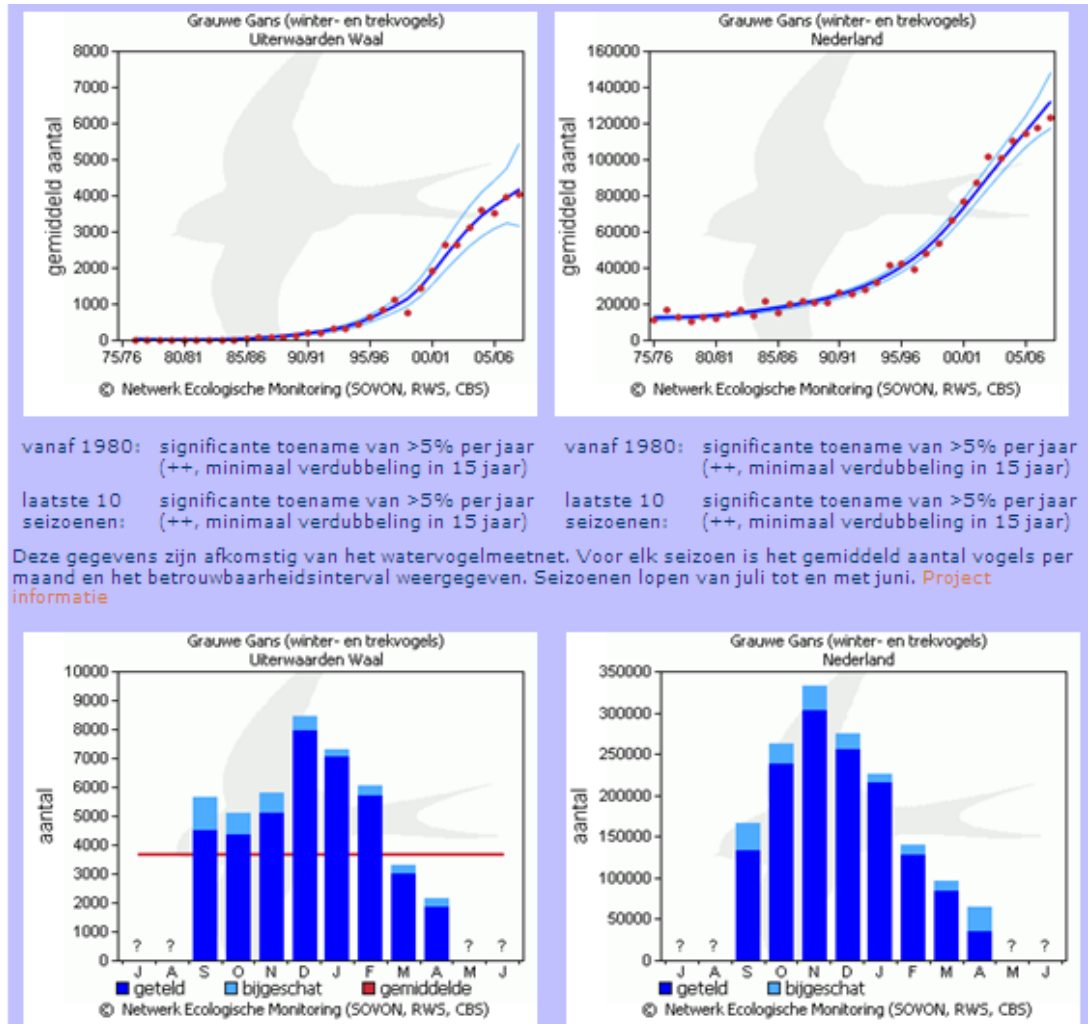 Grauwe Gans (winter- en trekvogels)
Uiterwaarden Waal
8000
7000
6000
5000
4000
3000
2000
1000
0
gemiddeld aantal
75/76 80/81 85/86 90/91 95/96 00/01 05/06
© Netwerk Ecologische Monitoring (SOVON, RWS, CBS)
Grauwe Gans (winter- en trekvogels)
Nederland
160000
140000
120000
100000
80000
60000
40000
20000
0
gemiddeld aantal
75/76 80/81 85/86 90/91 95/96 00/01 05/06
© Netwerk Ecologische Monitoring (SOVON, RWS, CBS)
vanaf 1980: significante toename van >5% per jaar
(++, minimaal verdubbeling in 15 jaar)
laatste 10 significante toename van >5% per jaar
seizoenen: (++, minimaal verdubbeling in 15 jaar)
vanaf 1980: significante toename van >5% per jaar
(++, minimaal verdubbeling in 15 jaar)
laatste 10 significante toename van >5% per jaar
seizoenen: (++, minimaal verdubbeling in 15 jaar)
Deze gegevens zijn afkomstig van het watervogelmeetnet. Voor elk seizoen is het gemiddeld aantal vogels per
maand en het betrouwbaarheidsinterval weergegeven. Seizoenen lopen van juli tot en met juni. Project
informatie
Grauwe Gans (winter- en trekvogels)
Uiterwaarden Waal
10000
9000
8000
7000
6000
5000
4000
3000
2000
1000
0
aantal
? ? ? ?
J A S O N D J F M A M J
geteld bijgeschat gemiddelde
© Netwerk Ecologische Monitoring (SOVON, RWS, CBS)
Grauwe Gans (winter- en trekvogels)
Nederland
350000
300000
250000
200000
150000
100000
50000
0
aantal
? ? ? ?
J A S O N D J F M A M J
geteld bijgeschat
© Netwerk Ecologische Monitoring (SOVON, RWS, CBS)